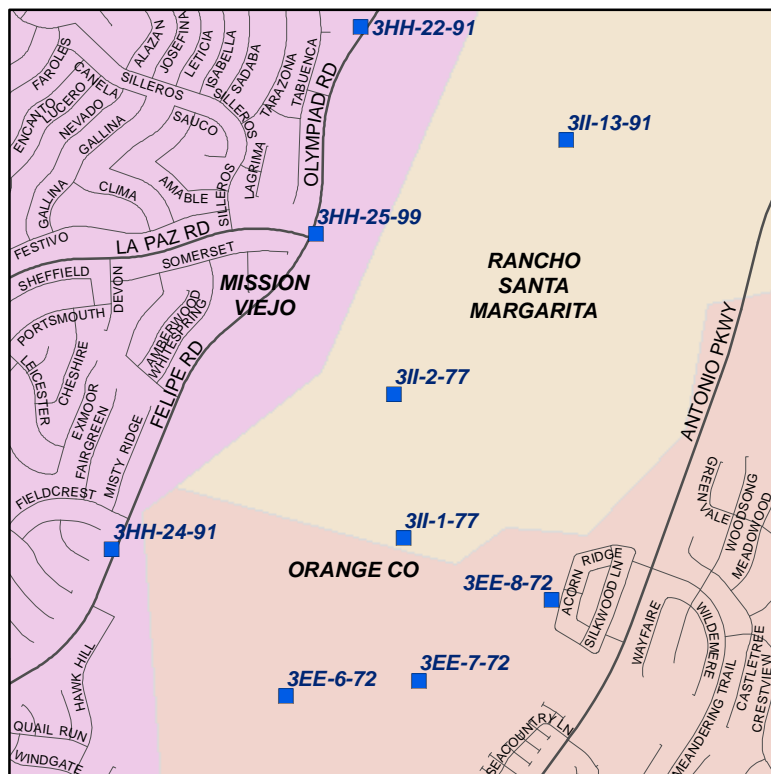 3HH-22-91
ALAZAN
JOSEFINA
LETICIA
ISABELLA
SADABA
TARAZONA
TABUENCA
OLYMPIAD RD
FAROLES
CANELA
SILLEROS
ENCANTO
LUCERO
NEVADO
GALLINA
SAUCO
SILLEROS
3II-13-91
LAGRIMA
GALLINA
CLIMA
AMABLE
SILLEROS
3HH-25-99
FESTIVO
LA PAZ RD
SOMERSET
SHEFFIELD
DEVON
MISSION
VIEJO
RANCHO
SANTA
MARGARITA
PORTSMOUTH
AMBERWOOD
WHITESPRING
LEICESTER
CHESHIRE
FELIPE RD
3II-2-77
ANTONIO PKWY
EXMOOR
FAIRGREEN
MISTY RIDGE
FIELDCREST
GREEN VALE
WOODSONG
MEADOWOOD
3HH-24-91
3II-1-77
ORANGE CO
3EE-8-72
ACORN RIDGE
SILKWOOD LN
WAYFAIRE
WILDEMERE
CASTLETREE
CRESTVIEW
MEANDERING TRAIL
3EE-7-72
3EE-6-72
HAWK HILL
QUAIL RUN
WINDGATE
SEACOUNTRY LN